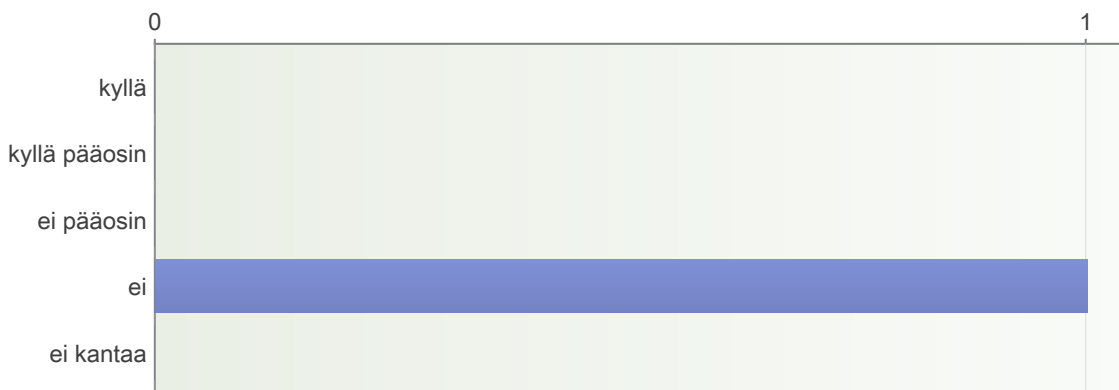 0 1
kyllä
kyllä pääosin
ei pääosin
ei
ei kantaa